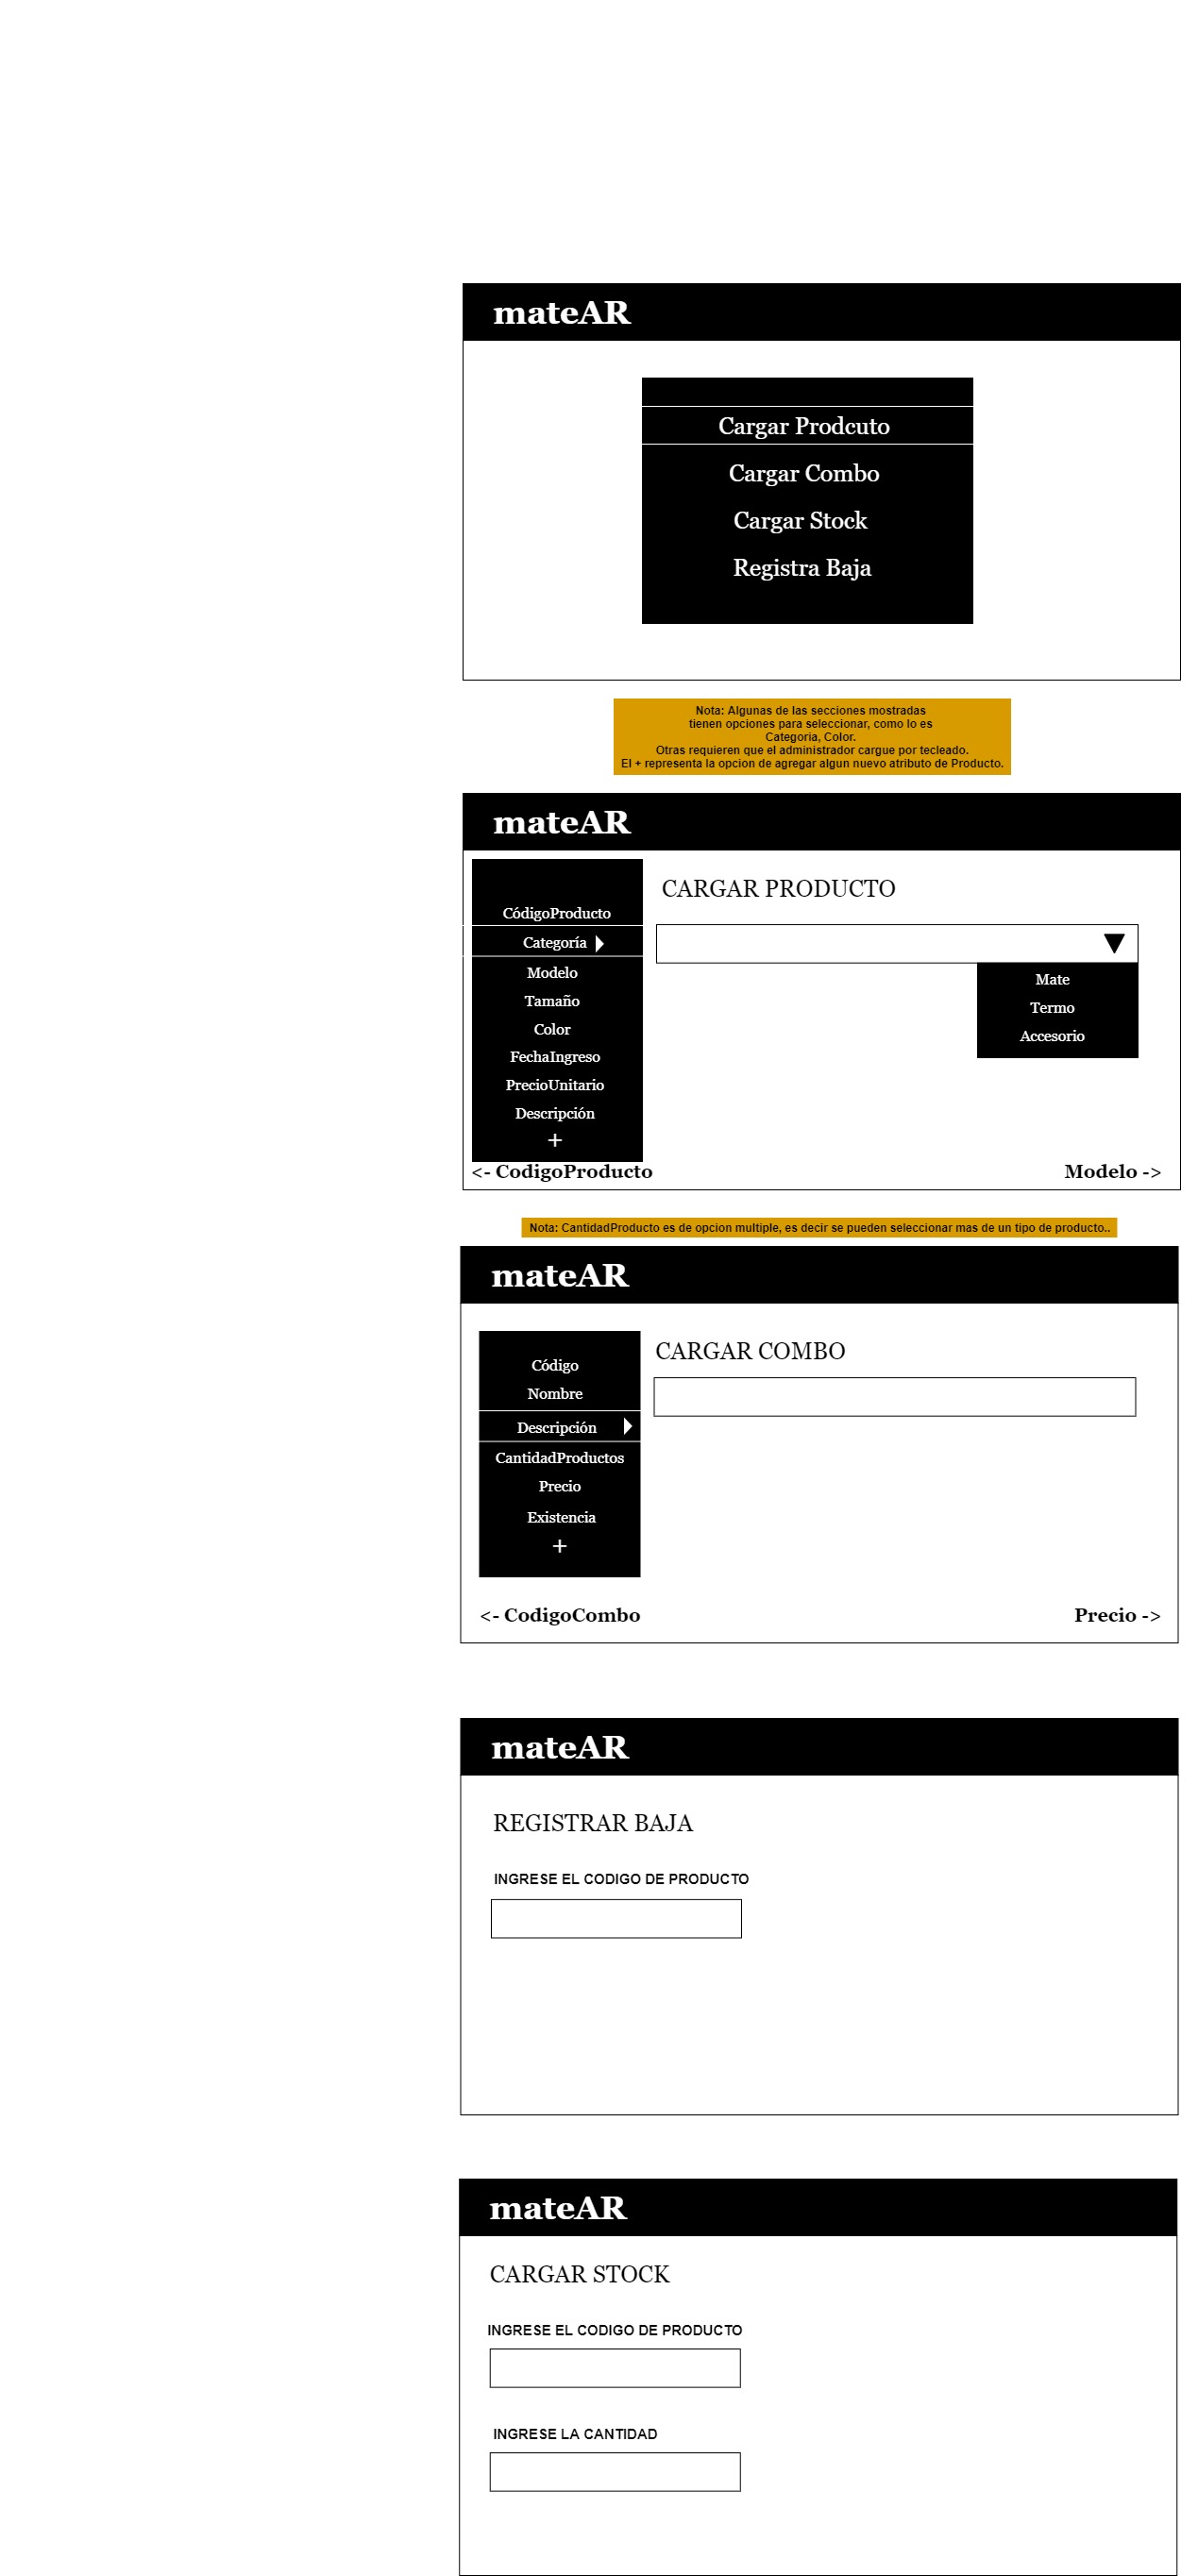 mateAR
Cargar Prodcuto
Cargar Combo
Cargar Stock
Registra Baja
Nota: Algunas de las secciones mostradas
tienen opciones para seleccionar, como lo es
Categoria, Color.
Otras requieren que el administrador cargue por tecleado.
El + representa la opcion de agregar algun nuevo atributo de Producto.
mateAR
CARGAR PRODUCTO
CódigoProducto
Categoría
Modelo
Tamaño
Color
FechaIngreso
PrecioUnitario
Descripción
+
Mate
Termo
Accesorio
<- CodigoProducto
Modelo ->
Nota: CantidadProducto es de opcion multiple, es decir se pueden seleccionar mas de un tipo de producto..
mateAR
CARGAR COMBO
Código
Nombre
Descripción
CantidadProductos
Precio
Existencia
+
<- CodigoCombo
Precio ->
mateAR
REGISTRAR BAJA
INGRESE EL CODIGO DE PRODUCTO
mateAR
CARGAR STOCK
INGRESE EL CODIGO DE PRODUCTO
INGRESE LA CANTIDAD